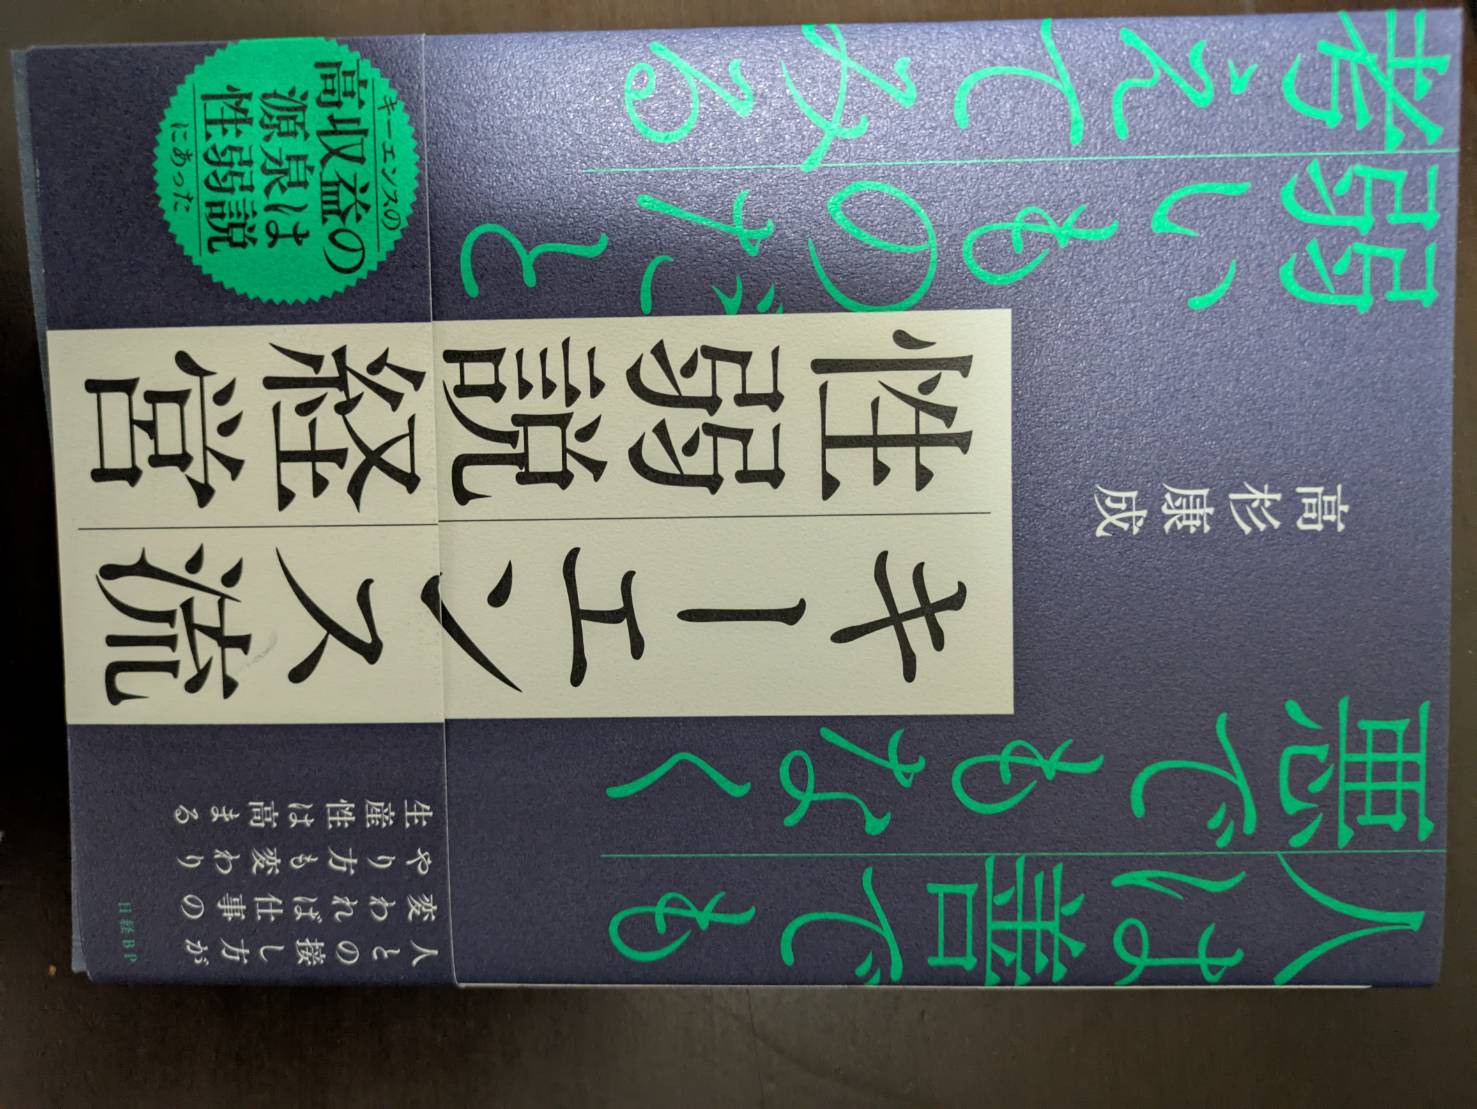 人は善でも
悪でもなく
高杉康成
キーエンス流
性弱説経営
弱いものだと
考えてみる
人との接し方が
変われば仕事の
やり方も変わり
生産性は高まる
キーエンスの
高収益の
源泉は
性弱説
にあった
日経BP